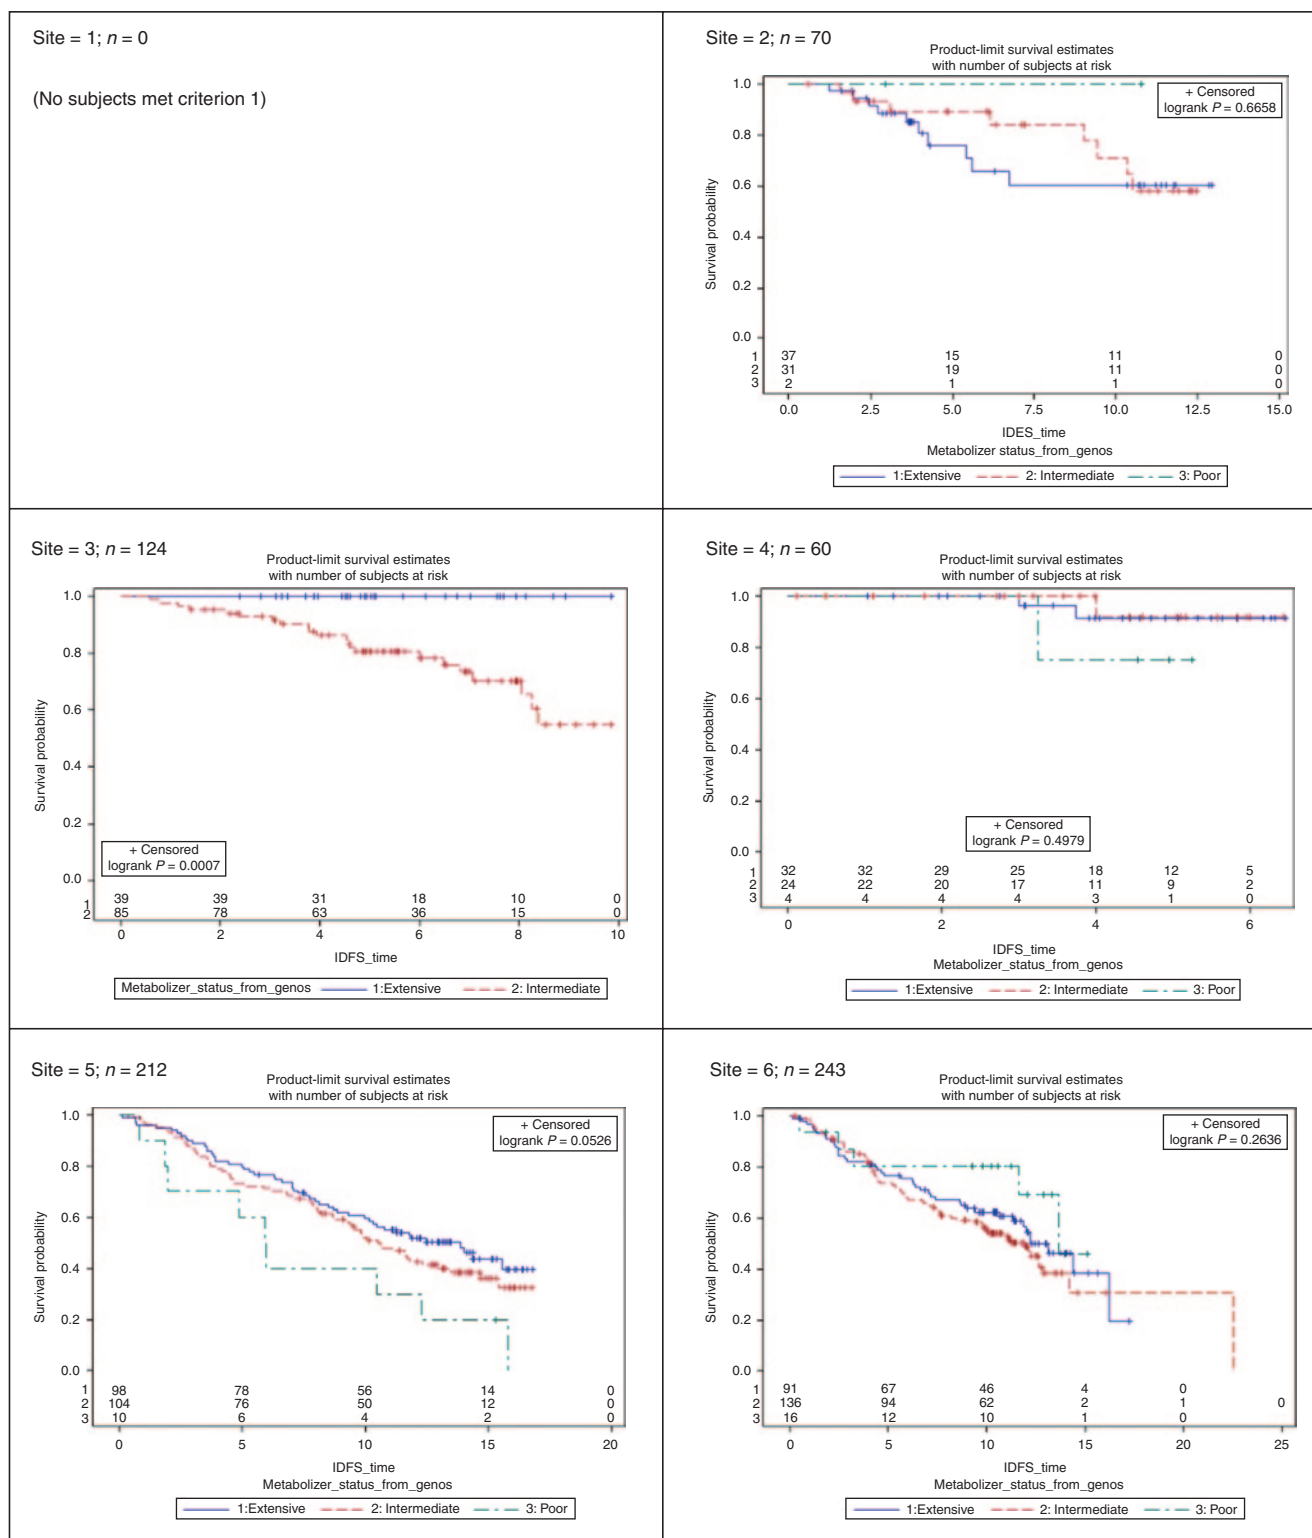 Site = 1; n = 0
(No subjects met criterion 1)
Site = 2; n = 70
Product-limit survival estimates
with number of subjects at risk
+ Censored
logrank P = 0.6658
Survival probability
1.0
0.8
0.6
0.4
0.2
0.0
1 37 15 11 0
2 31 19 11 0
3 2 1 1 0
0.0 2.5 5.0 7.5 10.0 12.5 15.0
IDES_time
Metabolizer status_from_genos
1:Extensive 2: Intermediate 3: Poor
Site = 3; n = 124
Product-limit survival estimates
with number of subjects at risk
Survival probability
1.0
0.8
0.6
0.4
0.2
0.0
+ Censored
logrank P = 0.0007
1 39 39 31 18 10 0
2 85 78 63 36 15 0
0 2 4 6 8 10
IDFS_time
Metabolizer_status_from_genos 1:Extensive 2: Intermediate
Site = 4; n = 60
Product-limit survival estimates
with number of subjects at risk
Survival probability
1.0
0.8
0.6
0.4
0.2
0.0
+ Censored
logrank P = 0.4979
1 32 32 29 25 18 12 5
2 24 22 20 17 11 9 2
3 4 4 4 4 3 1 0
0 2 4 6
IDFS_time
Metabolizer_status_from_genos
1:Extensive 2: Intermediate 3: Poor
Site = 5; n = 212
Product-limit survival estimates
with number of subjects at risk
+ Censored
logrank P = 0.0526
Survival probability
1.0
0.8
0.6
0.4
0.2
0.0
1 98 78 56 14 0
2 104 76 50 12 0
3 10 6 4 2 0
0 5 10 15 20
IDFS_time
Metabolizer_status_from_genos
1:Extensive 2: Intermediate 3: Poor
Site = 6; n = 243
Product-limit survival estimates
with number of subjects at risk
+ Censored
logrank P = 0.2636
Survival probability
1.0
0.8
0.6
0.4
0.2
0.0
1 91 67 46 4 0
2 136 94 62 2 1 0
3 16 12 10 1 0
0 5 10 15 20 25
IDFS_time
Metabolizer_status_from_genos
1:Extensive 2: Intermediate 3: Poor